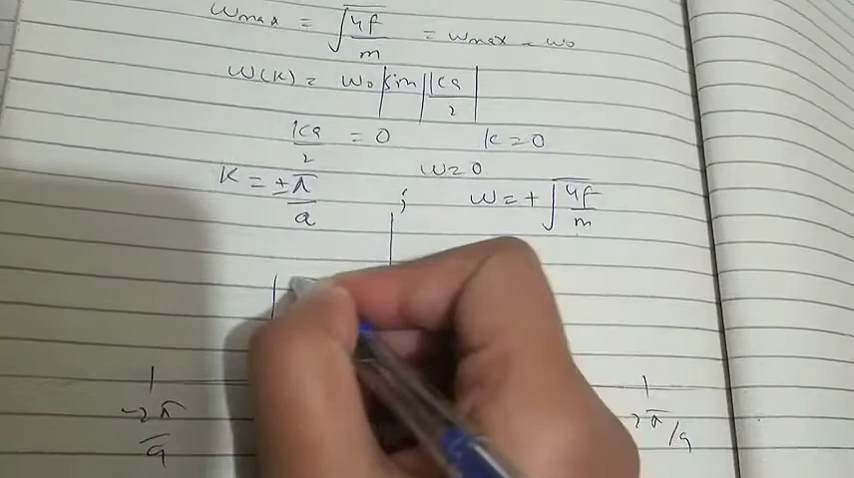 ωmax = √4f/m = ωmax = ω0
ω(k) = ω0 |sin| ka/2 |
ka/2 = 0 k = 0
ω = 0
k = ±π/a ; ω = + √4f/m
-2π/a 2π/a